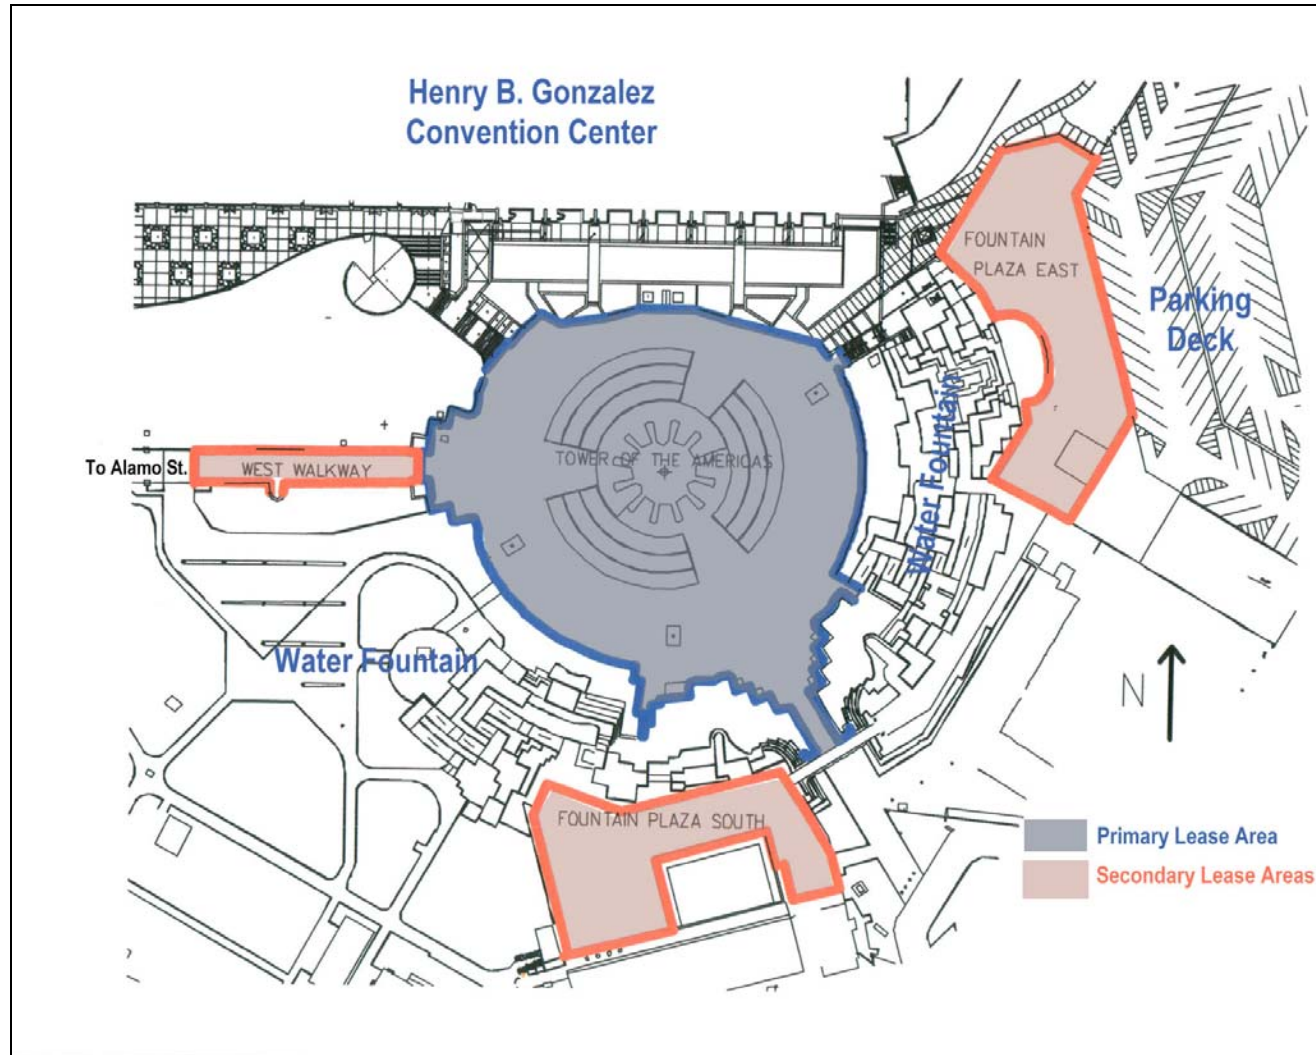 Henry B. Gonzalez
Convention Center
FOUNTAIN
PLAZA EAST
Parking
Deck
To Alamo St.
WEST WALKWAY
TOWER OF THE AMERICAS
Water Fountain
Water Fountain
N
FOUNTAIN PLAZA SOUTH
Primary Lease Area
Secondary Lease Areas